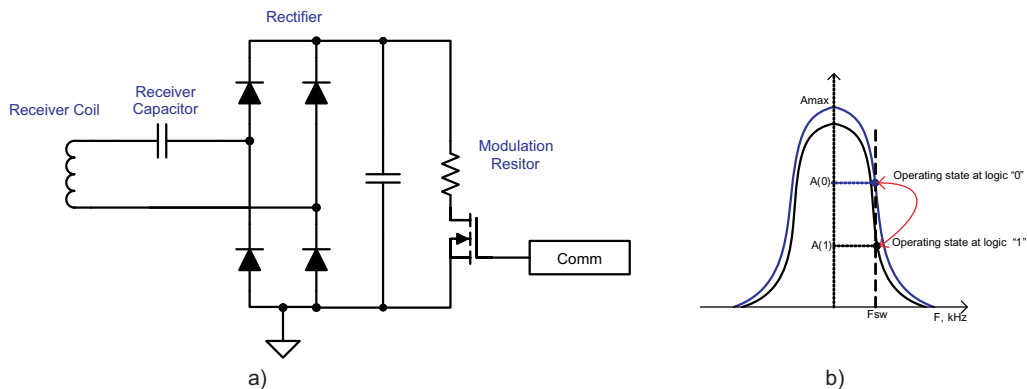 Rectifier
Receiver
Capacitor
Receiver Coil
Modulation
Resitor
Comm
a)
Amax
A(0)
Operating state at logic “0”
A(1)
Operating state at logic “1”
Fsw
F, kHz
b)